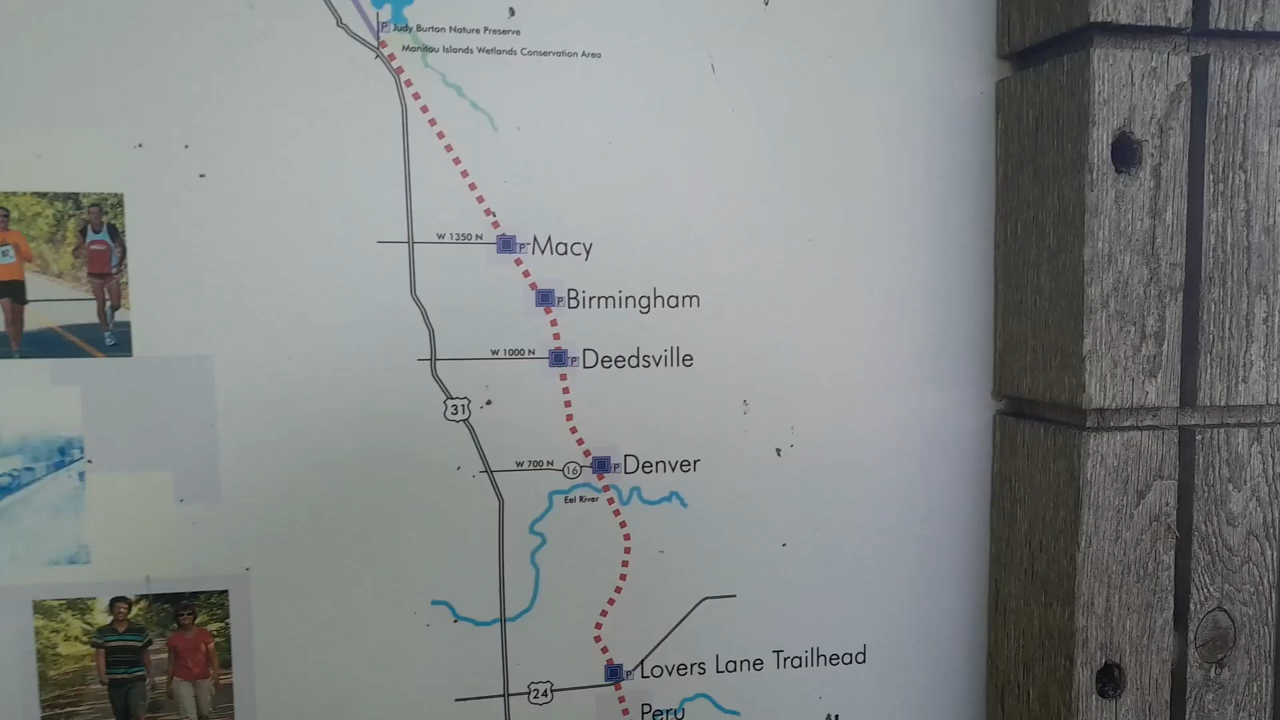 P Judy Burton Nature Preserve
Manitou Islands Wetlands Conservation Area
W 1350 N
P Macy
P Birmingham
W 1000 N
P Deedsville
31
W 700 N
16
P Denver
Eel River
P Lovers Lane Trailhead
24
Peru